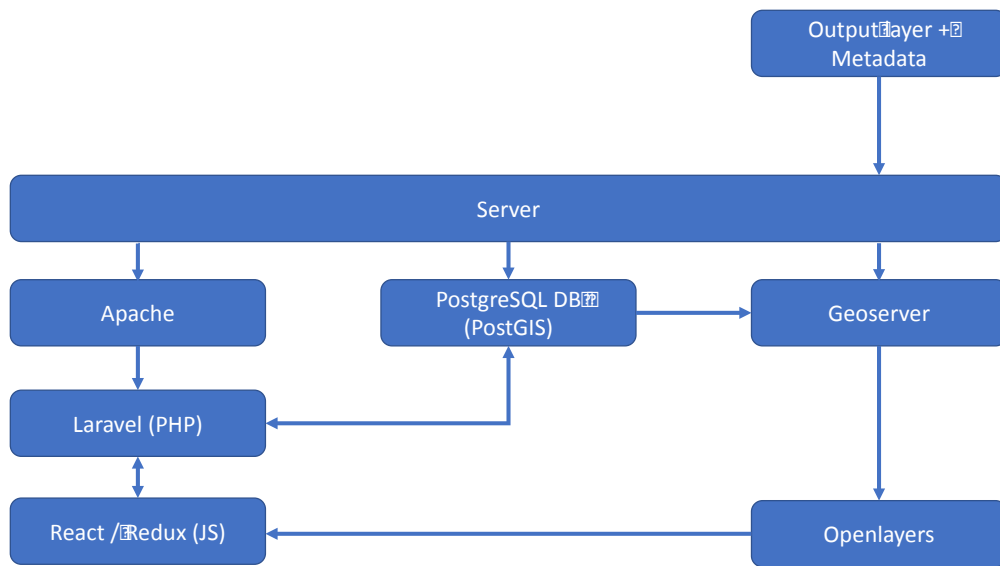 Output layer +
Metadata
Server
Apache
PostgreSQL DB
(PostGIS)
Geoserver
Laravel (PHP)
React / Redux (JS)
Openlayers